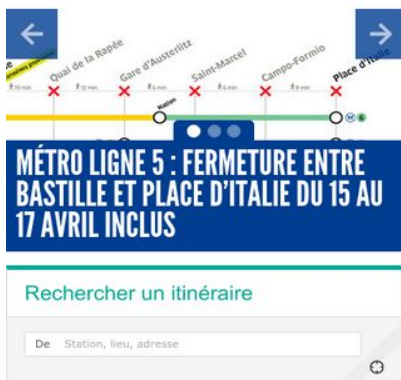 Quai de la Rapée
Gare d'Austerlitz
Saint-Marcel
Campo-Formio
Place d'Italie
Nation
M 6
MÉTRO LIGNE 5 : FERMETURE ENTRE
BASTILLE ET PLACE D'ITALIE DU 15 AU
17 AVRIL INCLUS
Rechercher un itinéraire
De Station, lieu, adresse